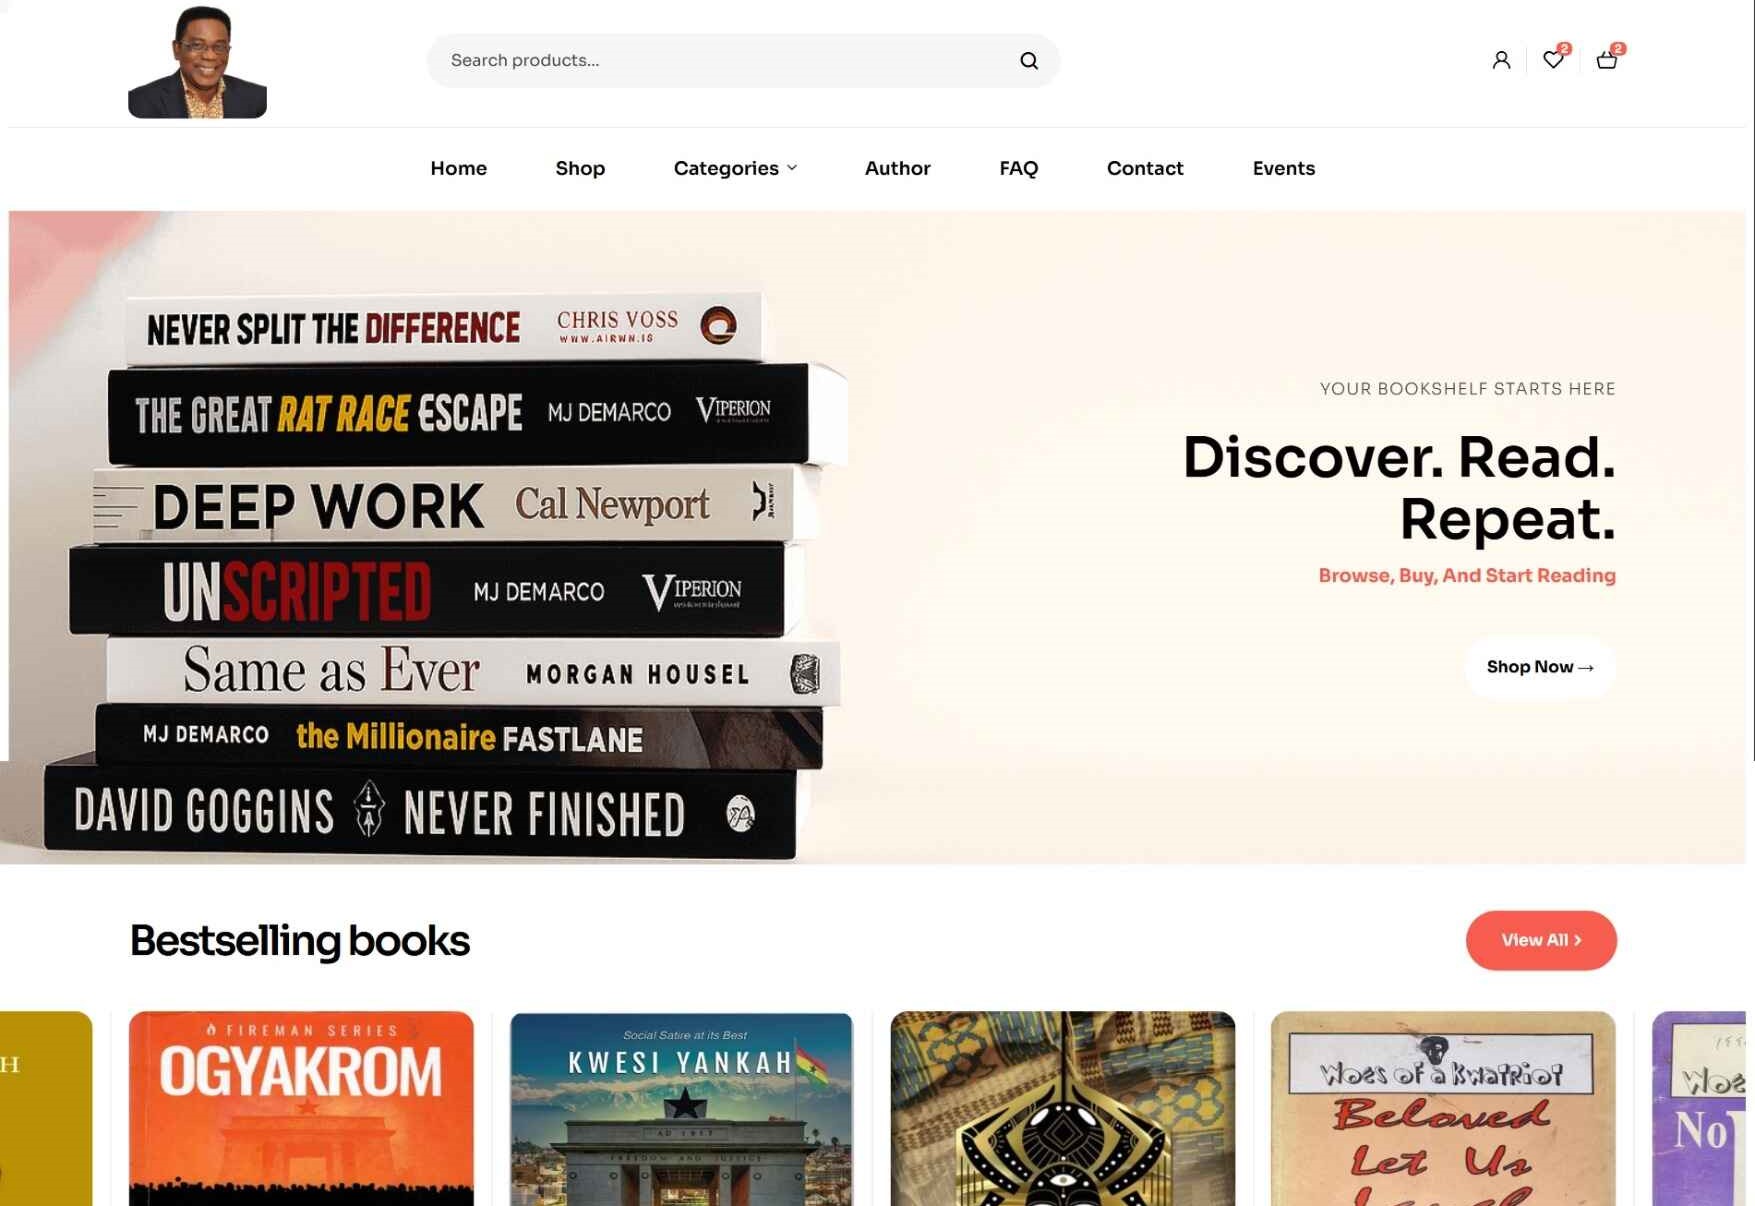 Search products...
2
2
Home Shop Categories Author FAQ Contact Events
NEVER SPLIT THE DIFFERENCE CHRIS VOSS
WWW.AIRWN.IG
THE GREAT RAT RACE ESCAPE MJ DEMARCO VIPERION
DEEP WORK Cal Newport
UNSCRIPTED MJ DEMARCO VIPERION
Same as Ever MORGAN HOUSEL
MJ DEMARCO the Millionaire FASTLANE
DAVID GOGGINS NEVER FINISHED
YOUR BOOKSHELF STARTS HERE
Discover. Read.
Repeat.
Browse, Buy, And Start Reading
Shop Now →
Bestselling books
View All ›
H
FIREMAN SERIES
OGYAKROM
Social Satire at its Best
KWESI YANKAH
AD 1957
FREEDOM AND JUSTICE
Woes of a Kwatriot
Beloved
Let Us
Woe
No